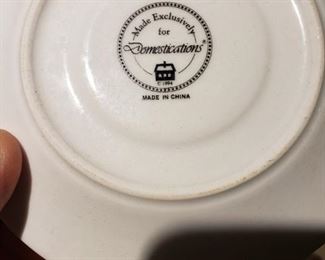 Made Exclusively
for
Domestications®
© 1994
MADE IN CHINA